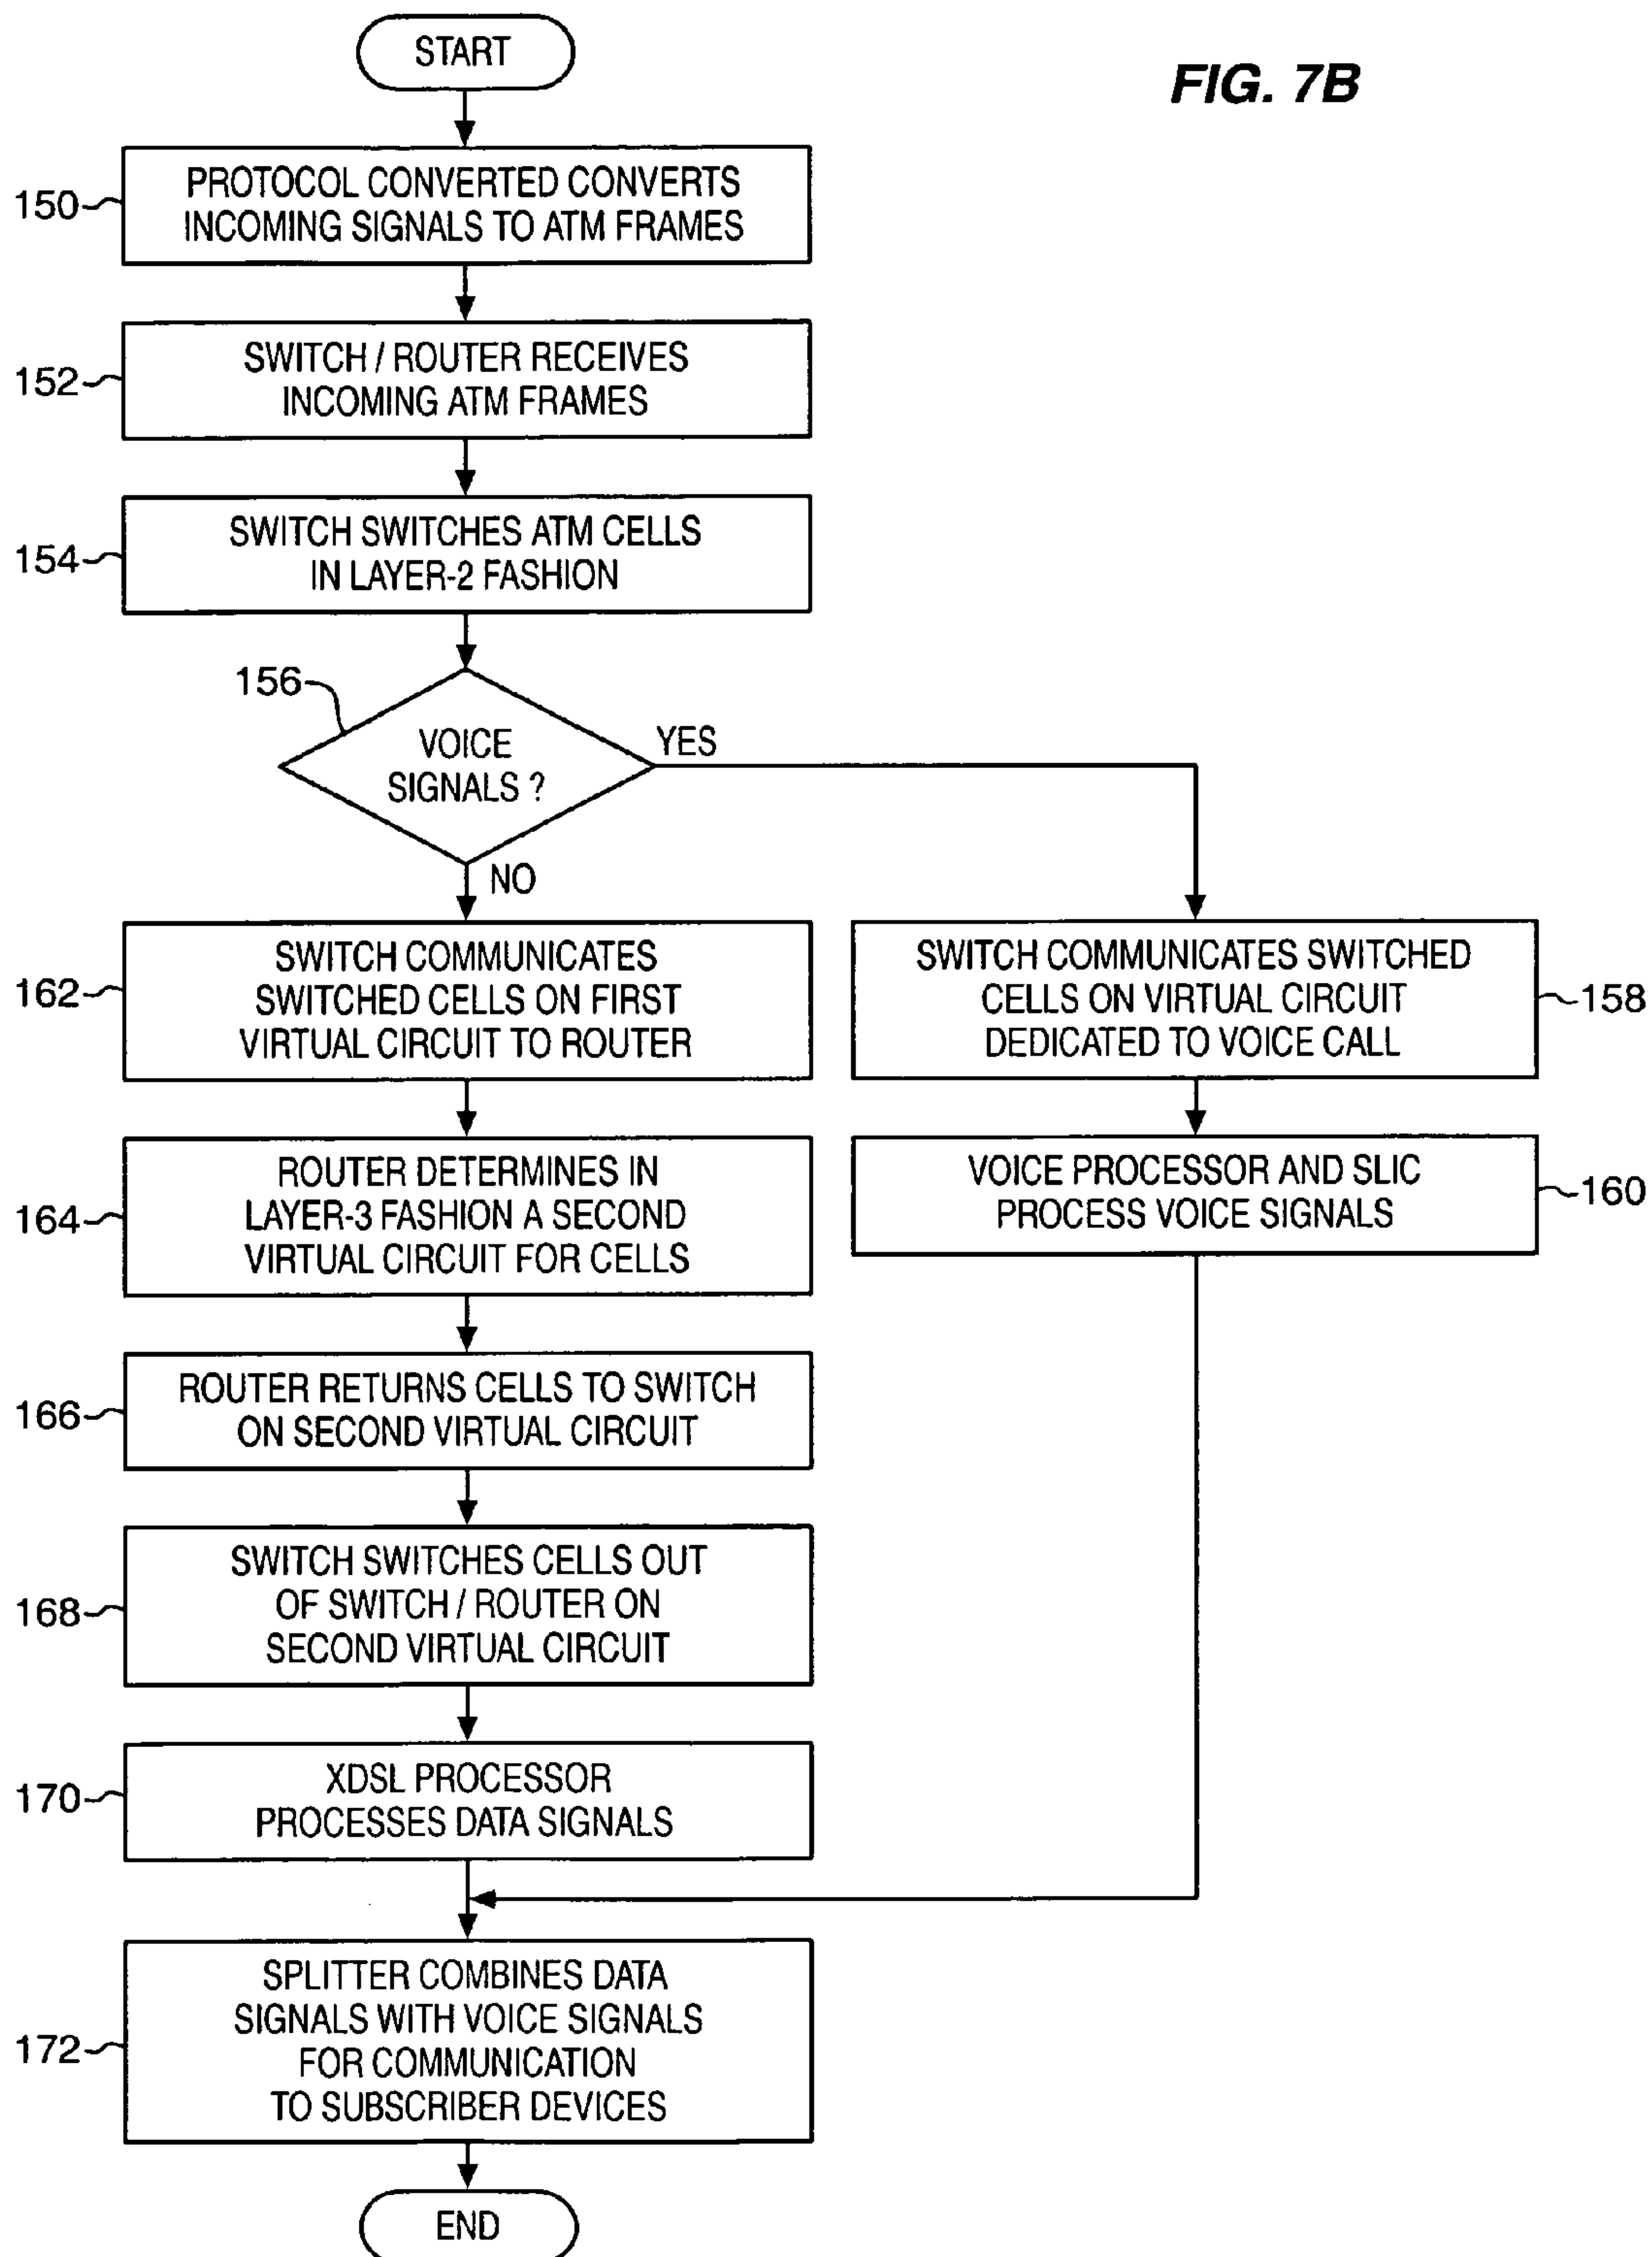 START
FIG. 7B
150
PROTOCOL CONVERTED CONVERTS
INCOMING SIGNALS TO ATM FRAMES
152
SWITCH / ROUTER RECEIVES
INCOMING ATM FRAMES
154
SWITCH SWITCHES ATM CELLS
IN LAYER-2 FASHION
156
VOICE
SIGNALS ?
YES
NO
162
SWITCH COMMUNICATES
SWITCHED CELLS ON FIRST
VIRTUAL CIRCUIT TO ROUTER
SWITCH COMMUNICATES SWITCHED
CELLS ON VIRTUAL CIRCUIT
DEDICATED TO VOICE CALL
158
164
ROUTER DETERMINES IN
LAYER-3 FASHION A SECOND
VIRTUAL CIRCUIT FOR CELLS
VOICE PROCESSOR AND SLIC
PROCESS VOICE SIGNALS
160
166
ROUTER RETURNS CELLS TO SWITCH
ON SECOND VIRTUAL CIRCUIT
168
SWITCH SWITCHES CELLS OUT
OF SWITCH / ROUTER ON
SECOND VIRTUAL CIRCUIT
170
XDSL PROCESSOR
PROCESSES DATA SIGNALS
172
SPLITTER COMBINES DATA
SIGNALS WITH VOICE SIGNALS
FOR COMMUNICATION
TO SUBSCRIBER DEVICES
END